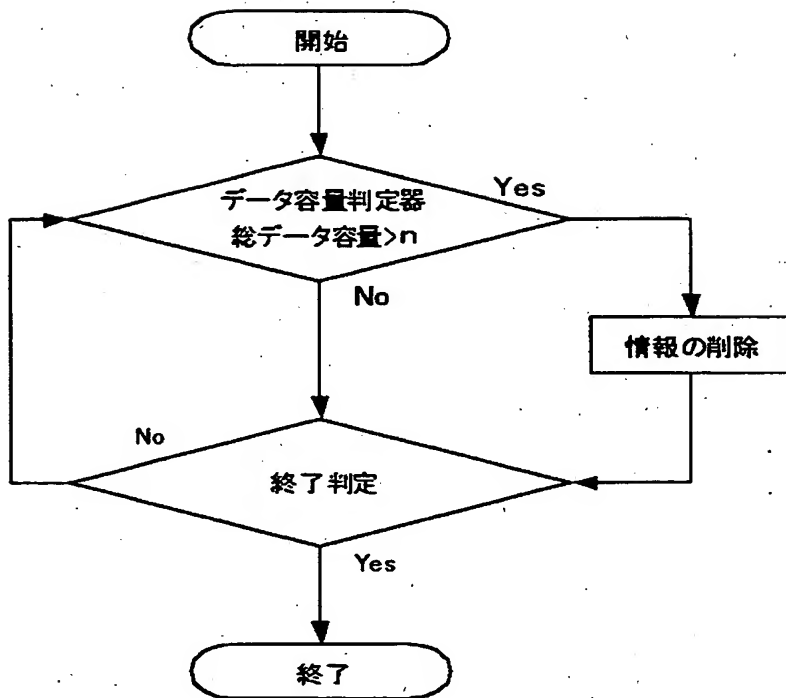 開始
データ容量判定器
総データ容量>n
Yes
No
情報の削除
No
終了判定
Yes
終了